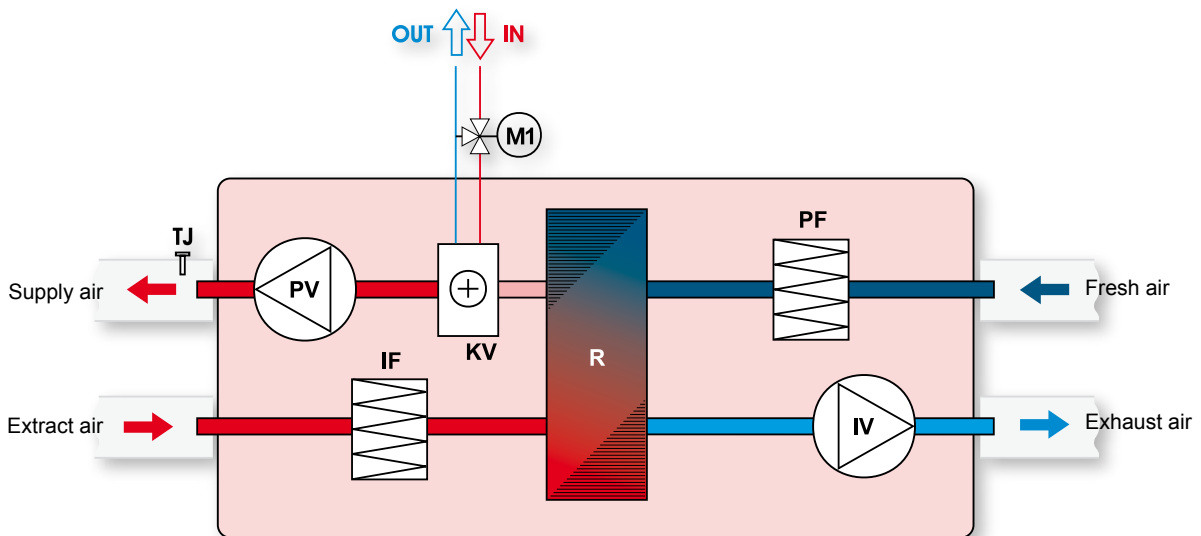 OUT IN
M1
TJ
PF
Supply air
PV
Fresh air
KV
IF
R
Extract air
IV
Exhaust air